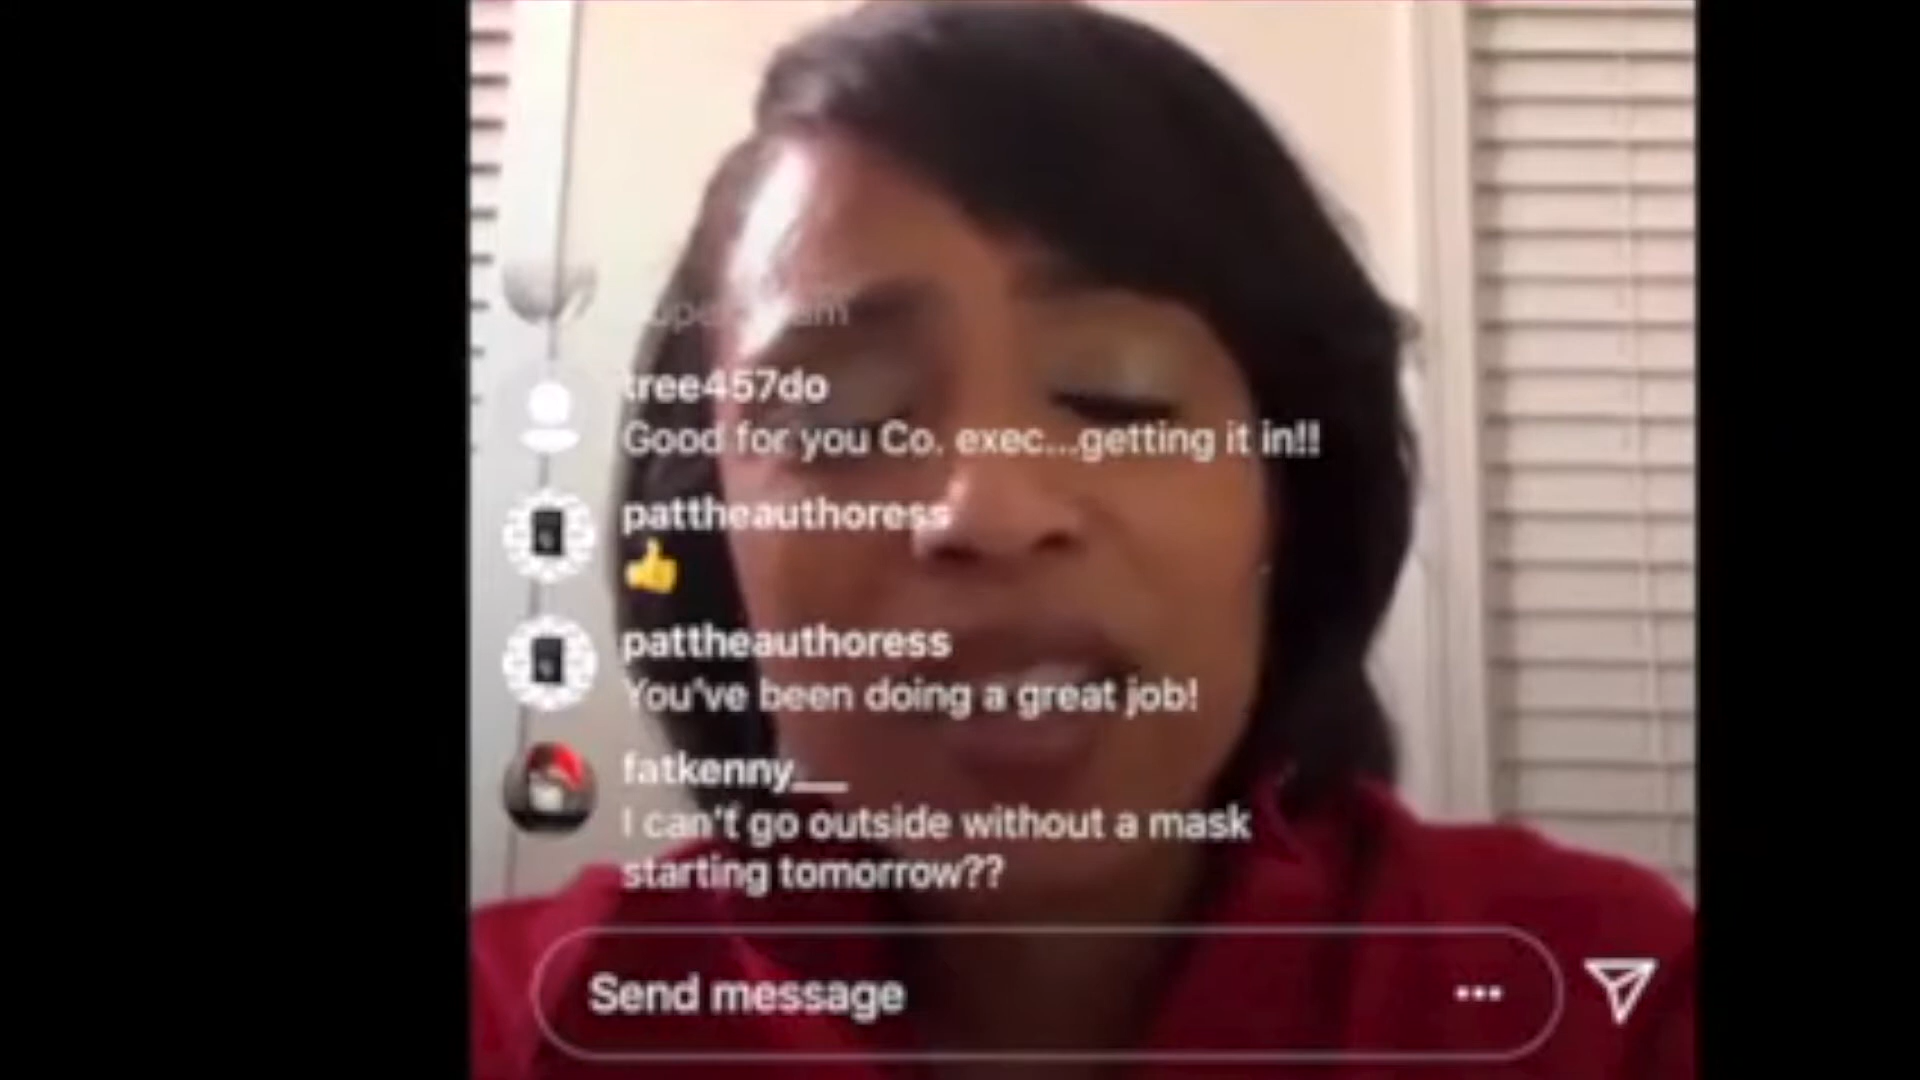 tree457do
Good for you Co. exec...getting it in!!
pattheauthoress
👍
pattheauthoress
You've been doing a great job!
fatkenny__
I can't go outside without a mask
starting tomorrow??
Send message